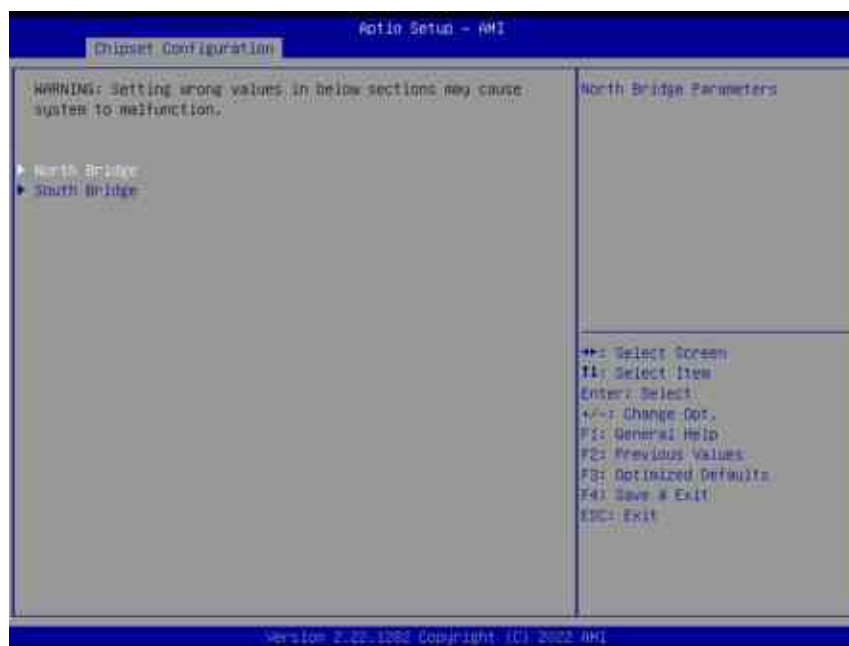 Aptio Setup – AMI
Chipset Configuration
WARNING: Setting wrong values in below sections may cause
system to malfunction.
North Bridge
South Bridge
North Bridge Parameters
↔: Select Screen
↑↓: Select Item
Enter: Select
+/-: Change Opt.
F1: General Help
F2: Previous Values
F3: Optimized Defaults
F4: Save & Exit
ESC: Exit
Version 2.22.1282 Copyright (C) 2022 AMI